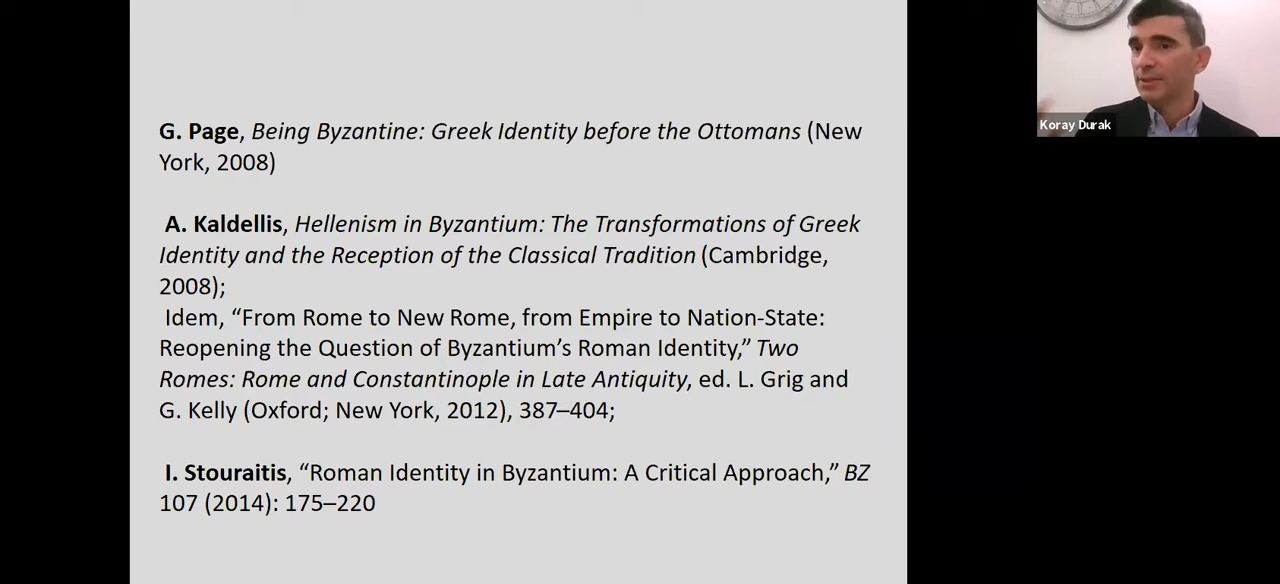 G. Page, Being Byzantine: Greek Identity before the Ottomans (New
York, 2008)
A. Kaldellis, Hellenism in Byzantium: The Transformations of Greek
Identity and the Reception of the Classical Tradition (Cambridge,
2008);
Idem, “From Rome to New Rome, from Empire to Nation-State:
Reopening the Question of Byzantium’s Roman Identity,” Two
Romes: Rome and Constantinople in Late Antiquity, ed. L. Grig and
G. Kelly (Oxford; New York, 2012), 387–404;
I. Stouraitis, “Roman Identity in Byzantium: A Critical Approach,” BZ
107 (2014): 175–220
Koray Durak